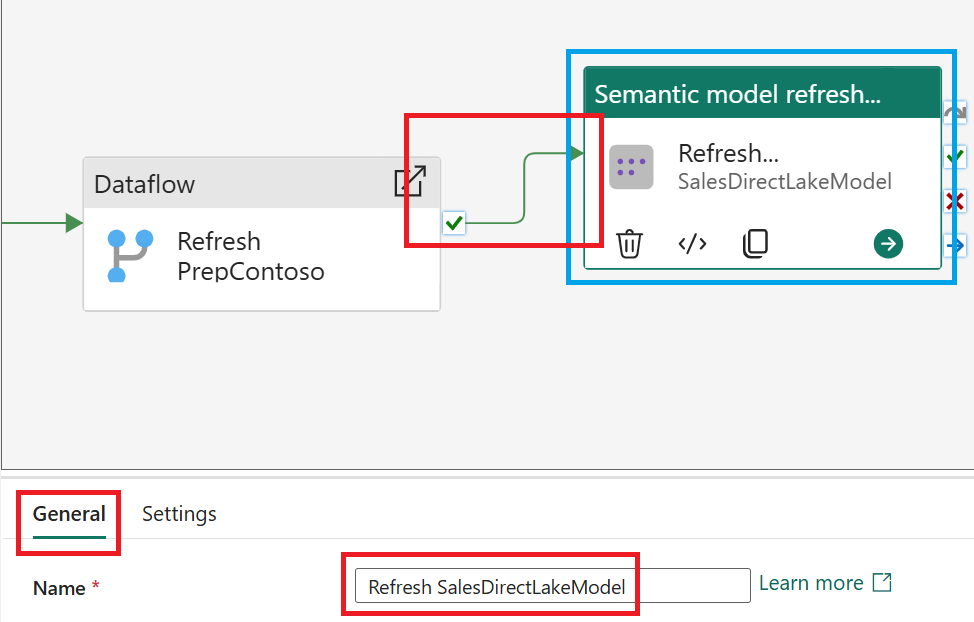 Semantic model refresh...
Dataflow
Refresh...
SalesDirectLakeModel
Refresh
PrepContoso
General
Settings
Name *
Refresh SalesDirectLakeModel
Learn more